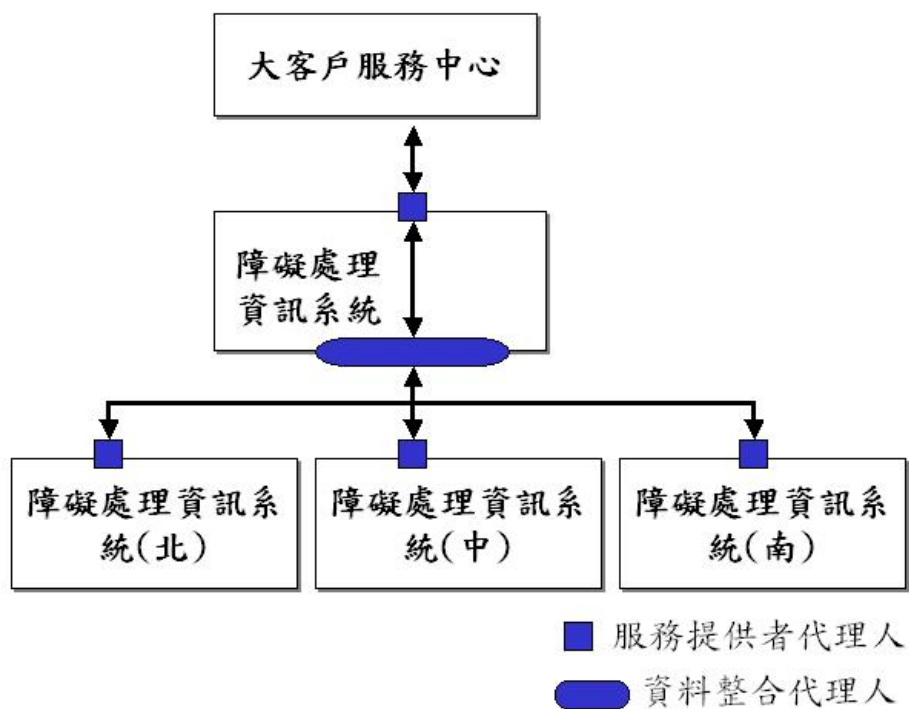 大客戶服務中心
障礙處理
資訊系統
障礙處理資訊系
統(北)
障礙處理資訊系
統(中)
障礙處理資訊系
統(南)
服務提供者代理人
資料整合代理人